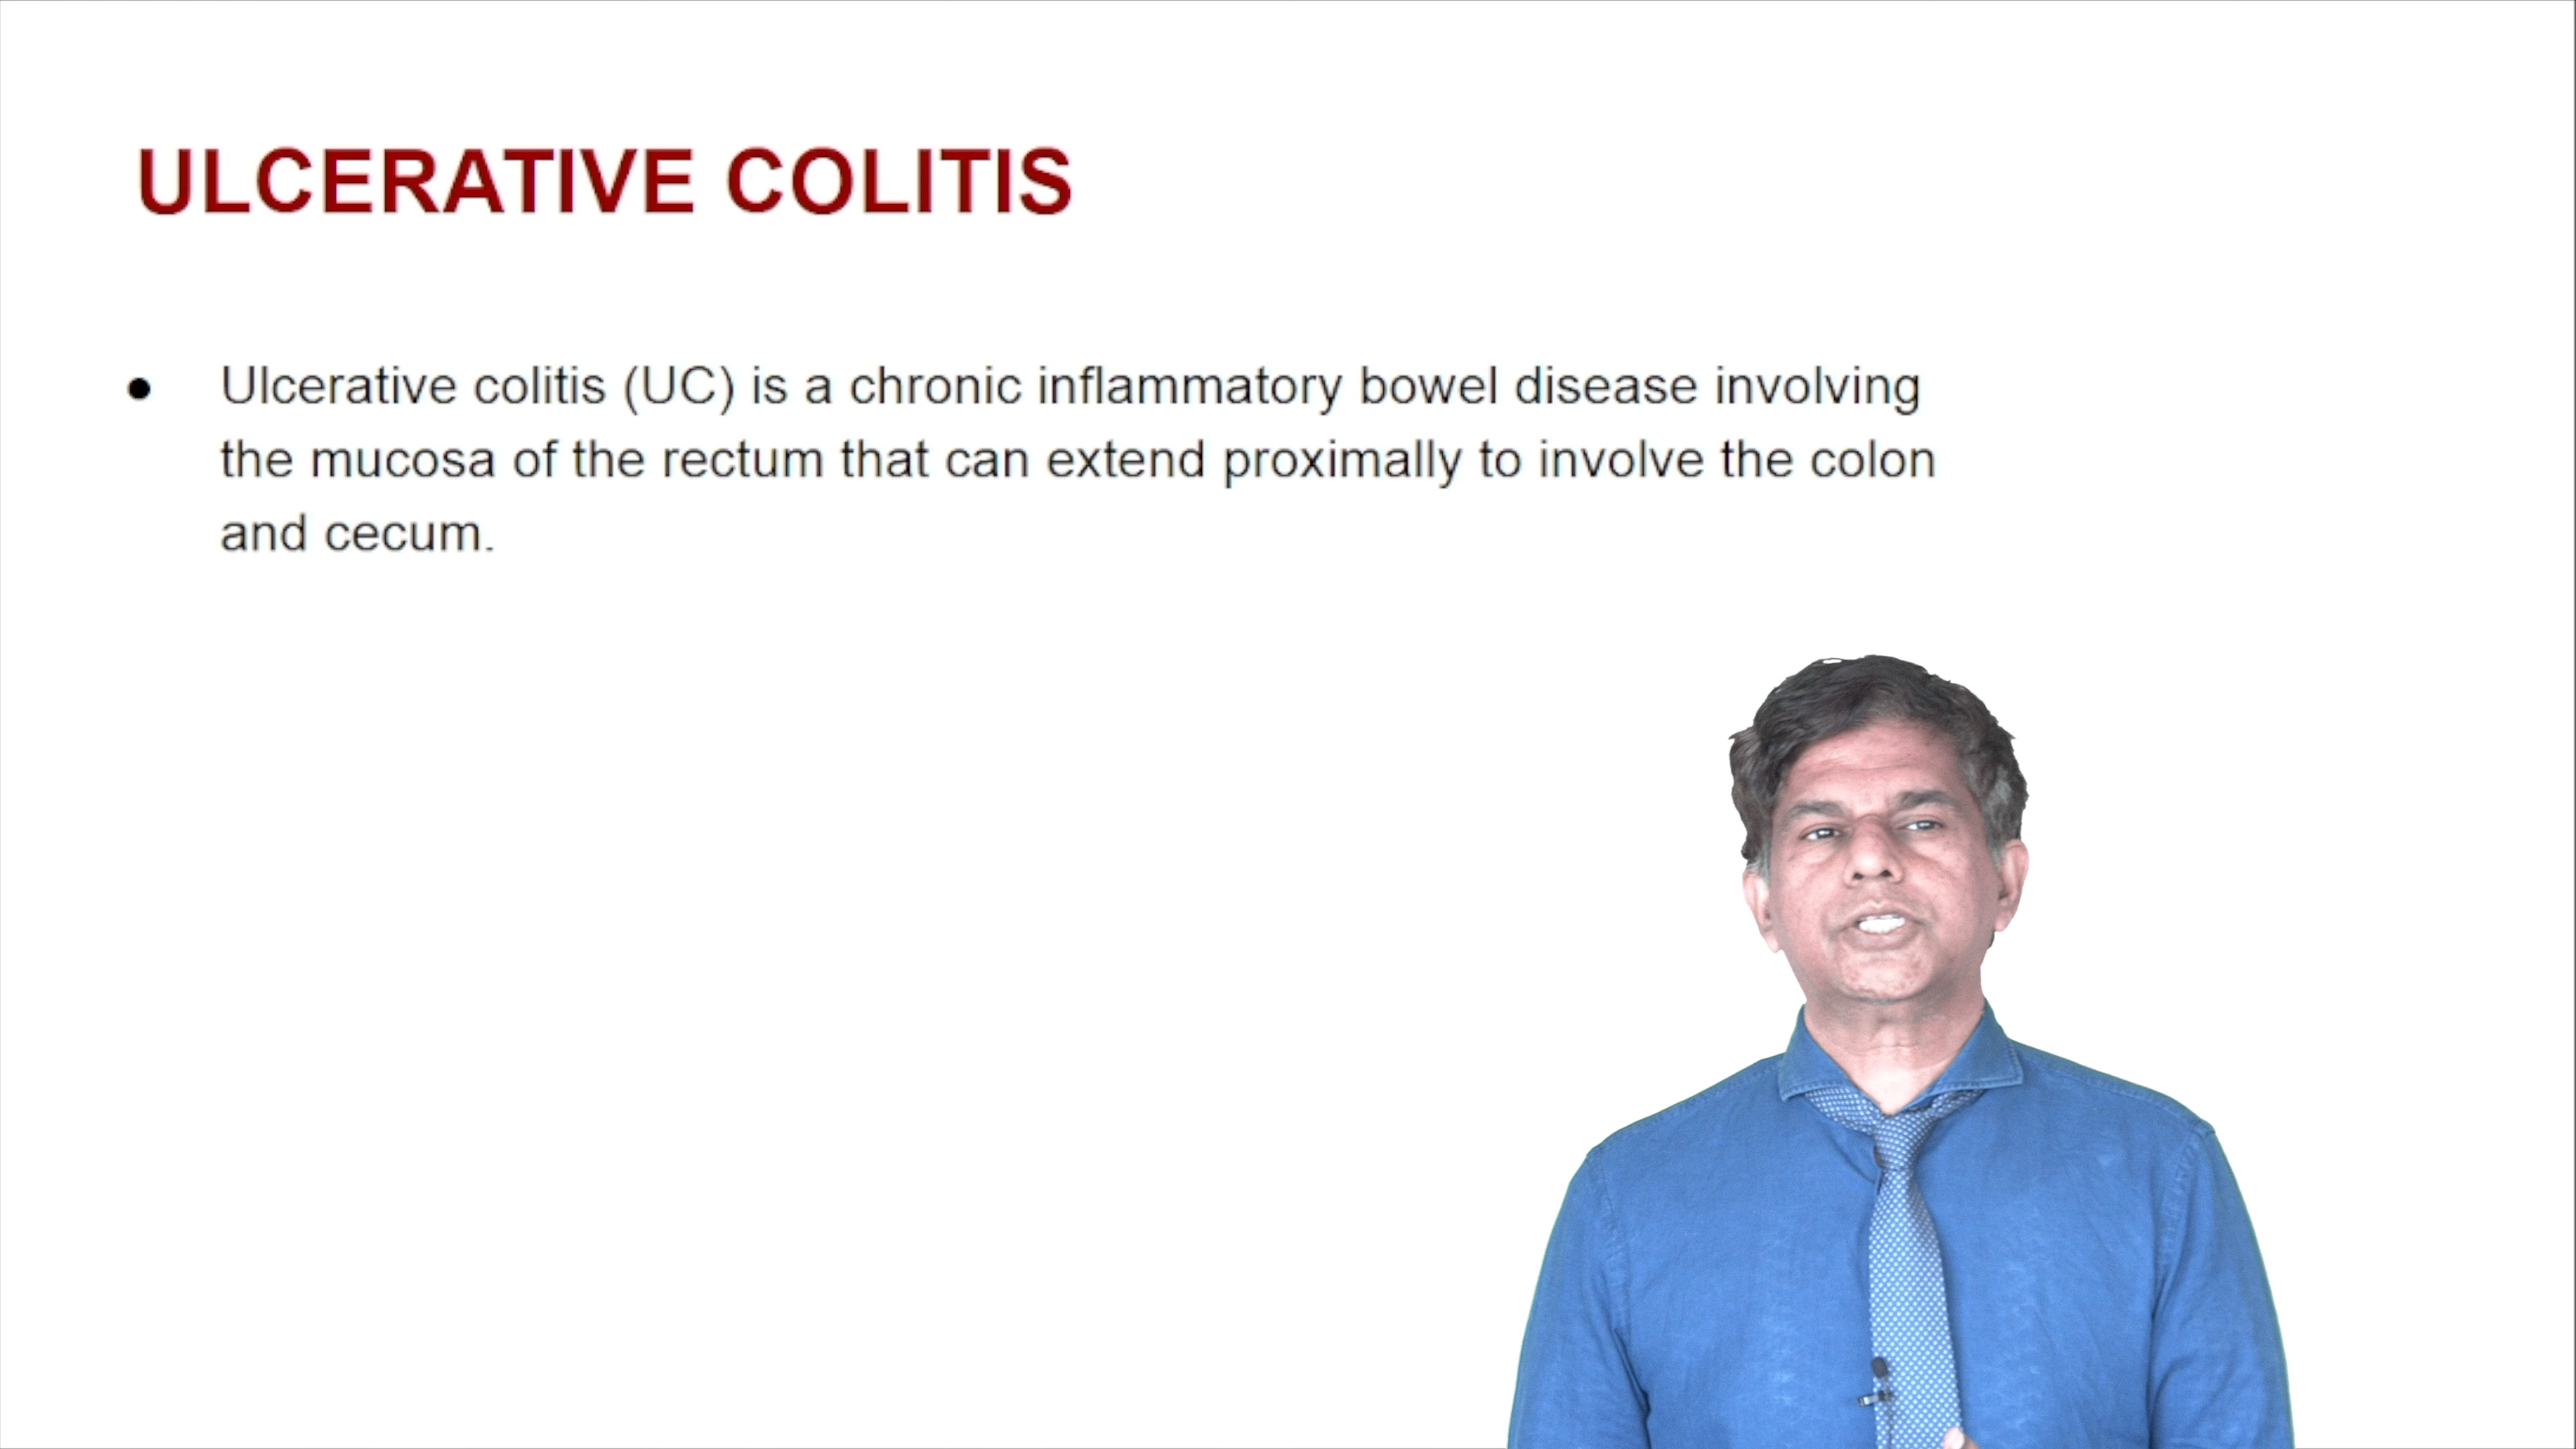 ULCERATIVE COLITIS
● Ulcerative colitis (UC) is a chronic inflammatory bowel disease involving
the mucosa of the rectum that can extend proximally to involve the colon
and cecum.